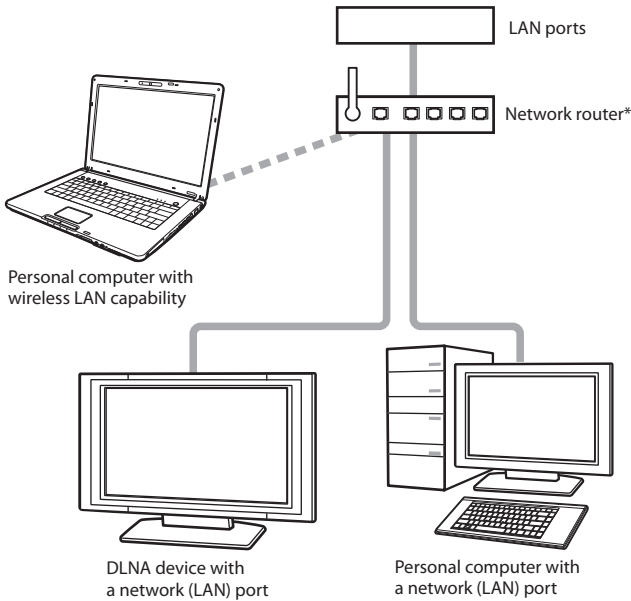 LAN ports
Network router*
Personal computer with
wireless LAN capability
DLNA device with
a network (LAN) port
Personal computer with
a network (LAN) port